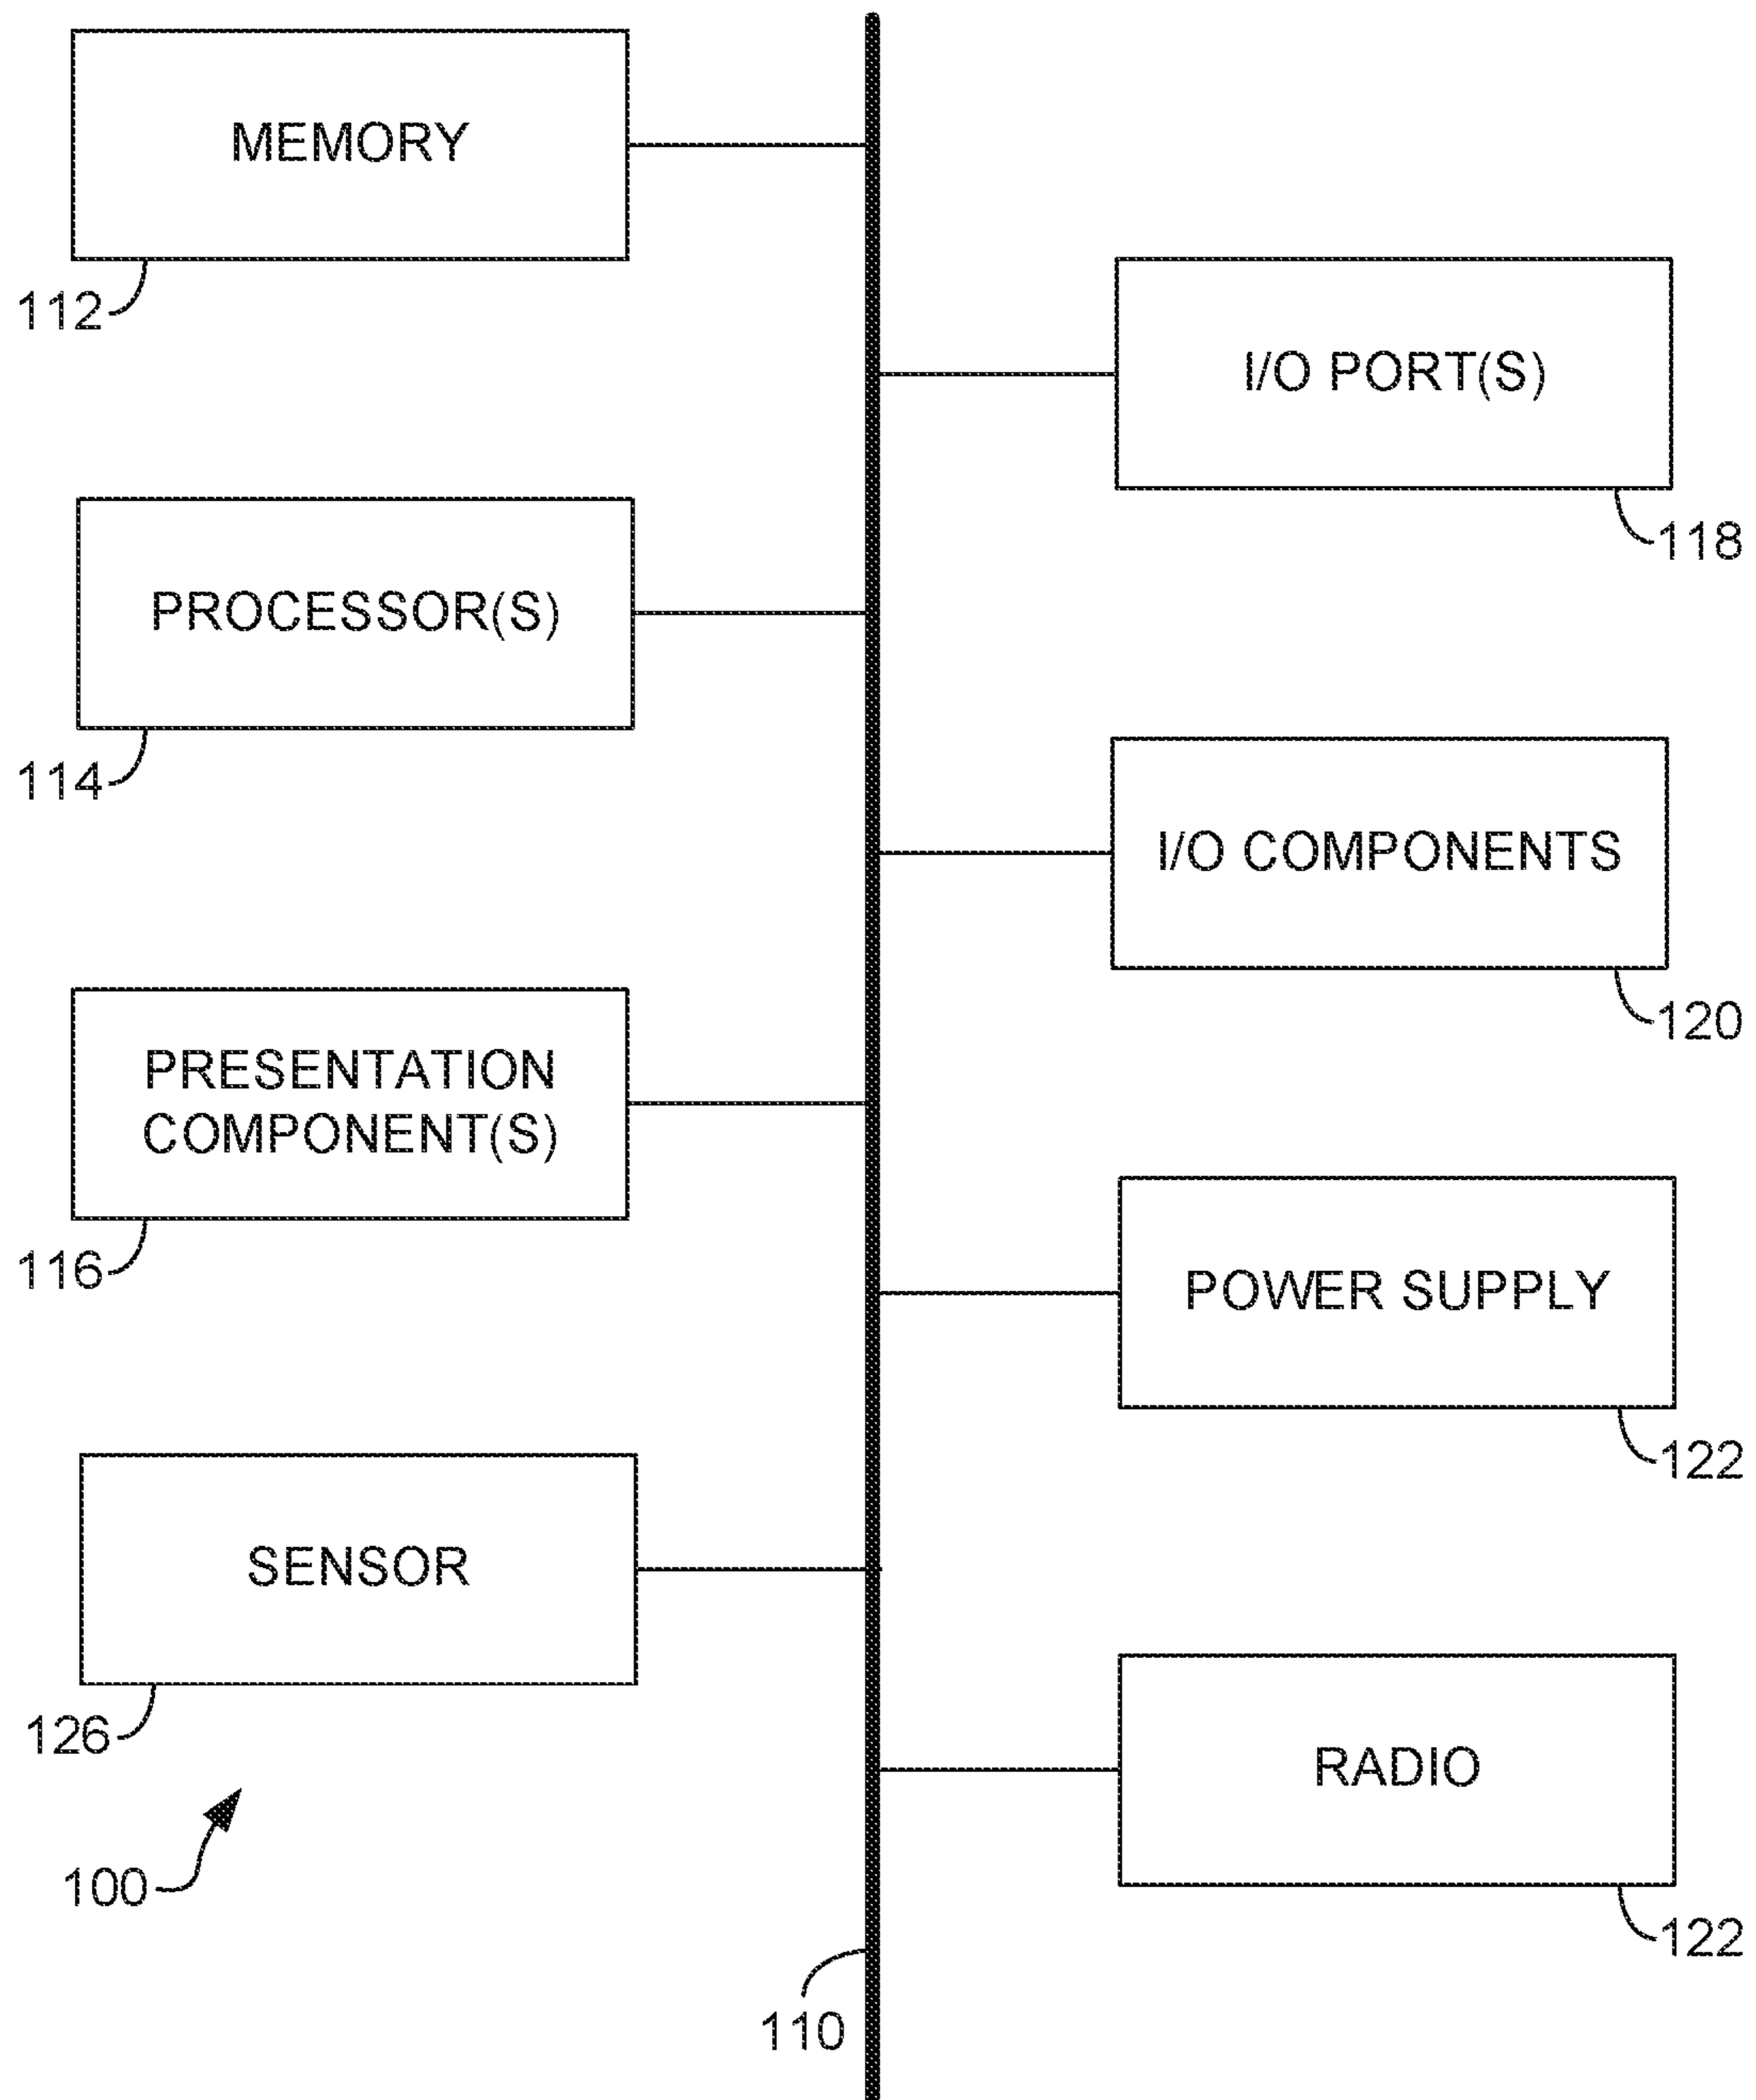 MEMORY
112
I/O PORT(S)
118
PROCESSOR(S)
114
I/O COMPONENTS
120
PRESENTATION
COMPONENT(S)
116
POWER SUPPLY
122
SENSOR
126
RADIO
122
100
110